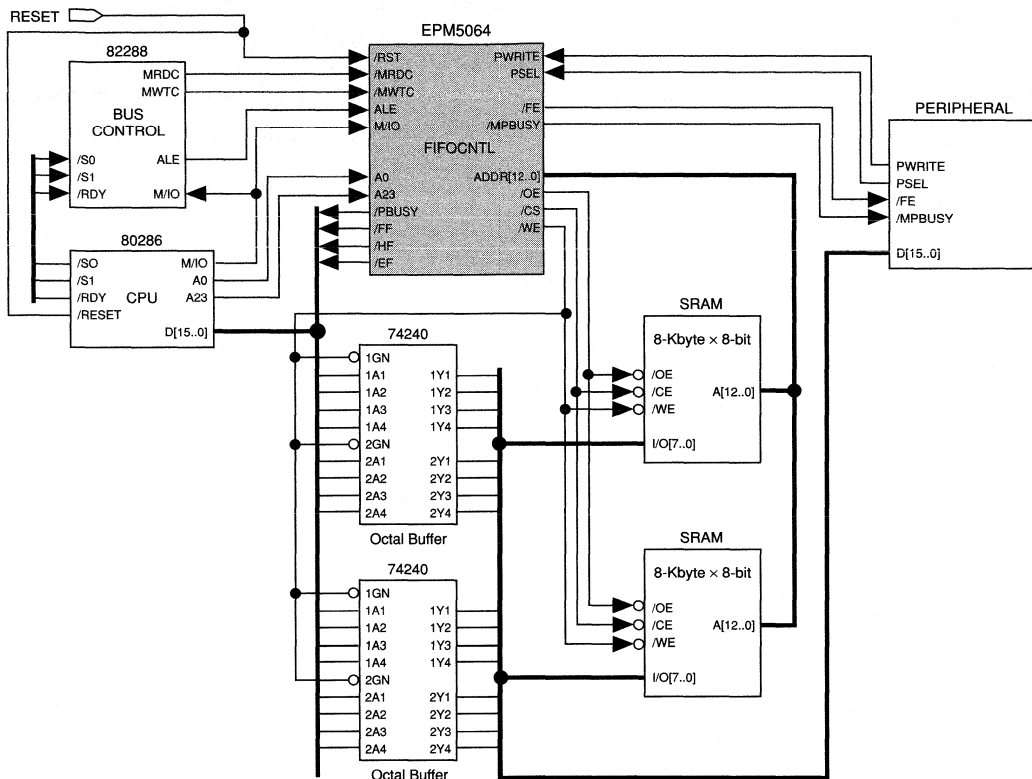 RESET
82288
MRDC
MWTC
BUS
CONTROL
/S0
/S1
/RDY
ALE
M/IO
80286
/SO
/S1
/RDY
/RESET
CPU
M/IO
A0
A23
D[15..0]
EPM5064
/RST
/MRDC
/MWTC
ALE
M/IO
A0
A23
/PBUSY
/FF
/HF
/EF
FIFOCNTL
PWRITE
PSEL
/FE
/MPBUSY
ADDR[12..0]
/OE
/CS
/WE
PERIPHERAL
PWRITE
PSEL
/FE
/MPBUSY
D[15..0]
74240
1GN
1A1 1Y1
1A2 1Y2
1A3 1Y3
1A4 1Y4
2GN
2A1 2Y1
2A2 2Y2
2A3 2Y3
2A4 2Y4
Octal Buffer
SRAM
8-Kbyte × 8-bit
/OE
/CE
/WE
A[12..0]
I/O[7..0]
74240
1GN
1A1 1Y1
1A2 1Y2
1A3 1Y3
1A4 1Y4
2GN
2A1 2Y1
2A2 2Y2
2A3 2Y3
2A4 2Y4
Octal Buffer
SRAM
8-Kbyte × 8-bit
/OE
/CE
/WE
A[12..0]
I/O[7..0]